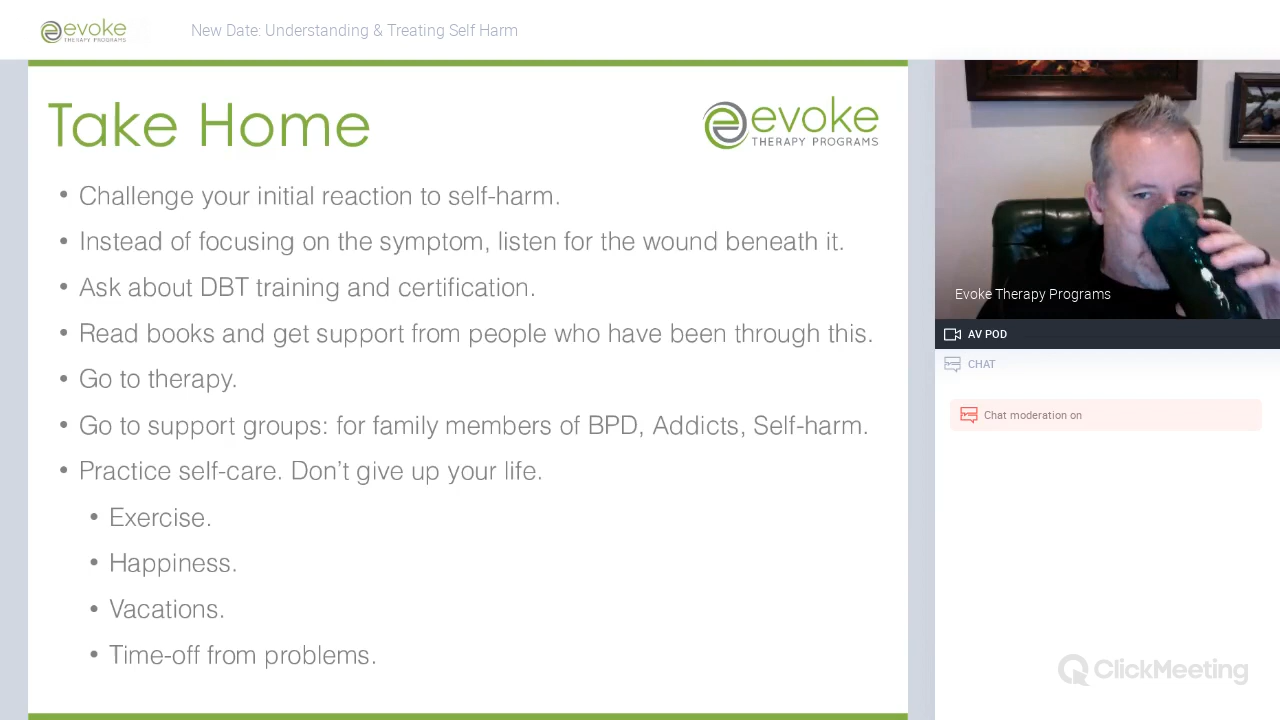 evoke
THERAPY PROGRAMS
New Date: Understanding & Treating Self Harm
Take Home
evoke
THERAPY PROGRAMS
• Challenge your initial reaction to self-harm.
• Instead of focusing on the symptom, listen for the wound beneath it.
• Ask about DBT training and certification.
• Read books and get support from people who have been through this.
• Go to therapy.
• Go to support groups: for family members of BPD, Addicts, Self-harm.
• Practice self-care. Don't give up your life.
• Exercise.
• Happiness.
• Vacations.
• Time-off from problems.
Evoke Therapy Programs
AV POD
CHAT
Chat moderation on
ClickMeeting